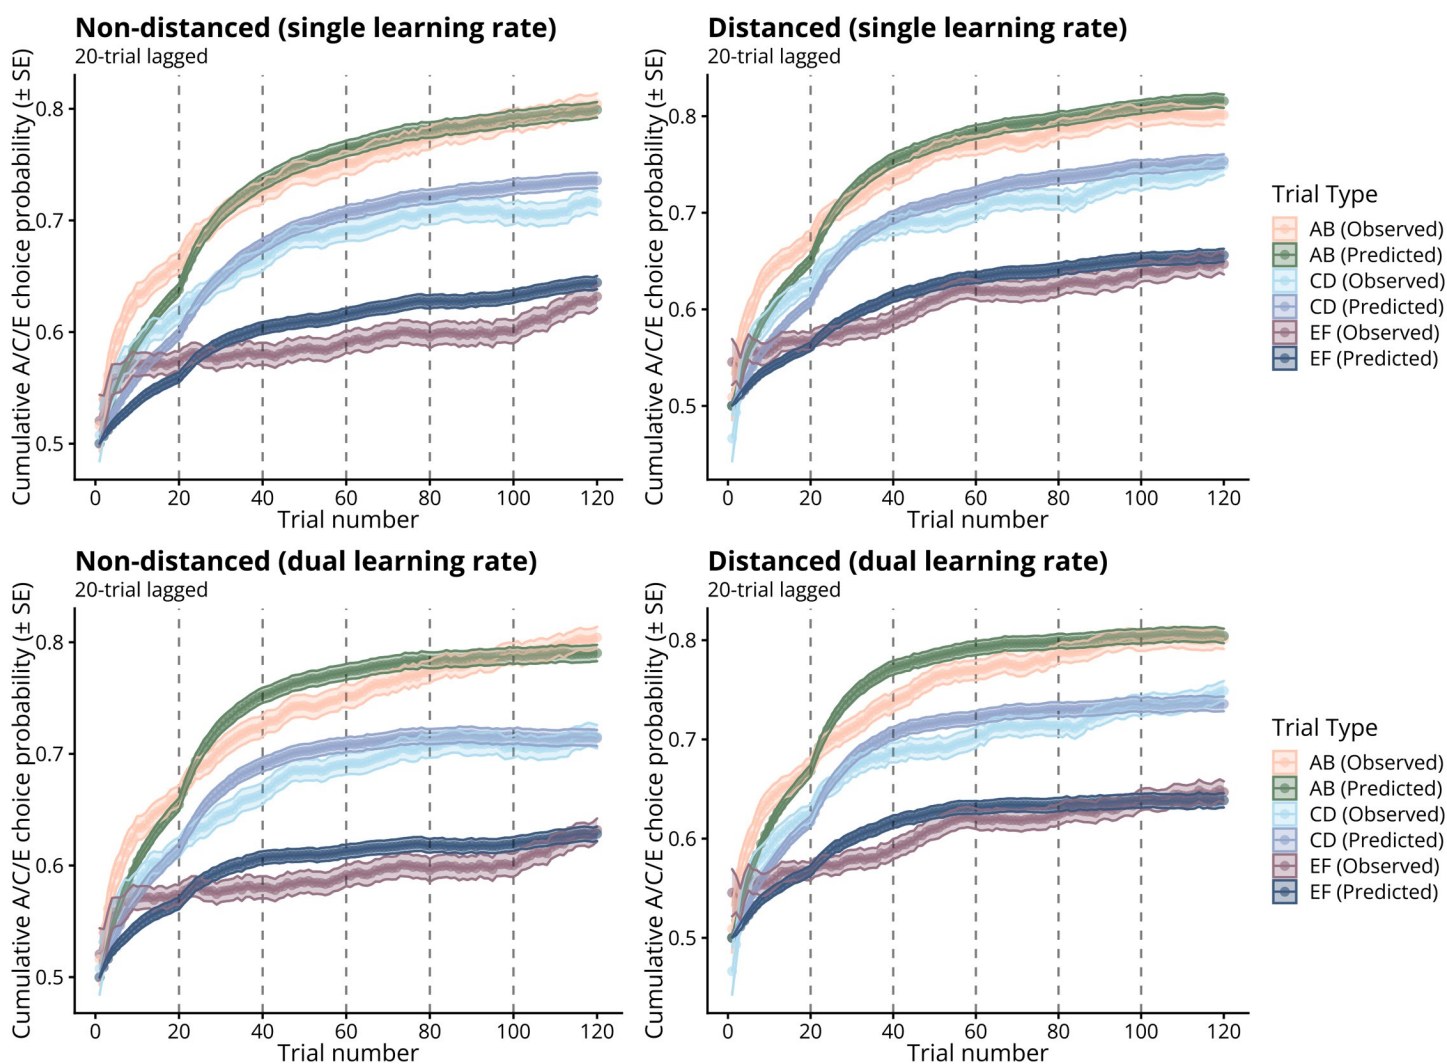 Non-distanced (single learning rate)
20-trial lagged
Cumulative A/C/E choice probability (± SE)
0.8
0.7
0.6
0.5
0 20 40 60 80 100 120
Trial number
Distanced (single learning rate)
20-trial lagged
Cumulative A/C/E choice probability (± SE)
0.8
0.7
0.6
0.5
0 20 40 60 80 100 120
Trial number
Trial Type
AB (Observed)
AB (Predicted)
CD (Observed)
CD (Predicted)
EF (Observed)
EF (Predicted)
Non-distanced (dual learning rate)
20-trial lagged
Cumulative A/C/E choice probability (± SE)
0.8
0.7
0.6
0.5
0 20 40 60 80 100 120
Trial number
Distanced (dual learning rate)
20-trial lagged
Cumulative A/C/E choice probability (± SE)
0.8
0.7
0.6
0.5
0 20 40 60 80 100 120
Trial number
Trial Type
AB (Observed)
AB (Predicted)
CD (Observed)
CD (Predicted)
EF (Observed)
EF (Predicted)